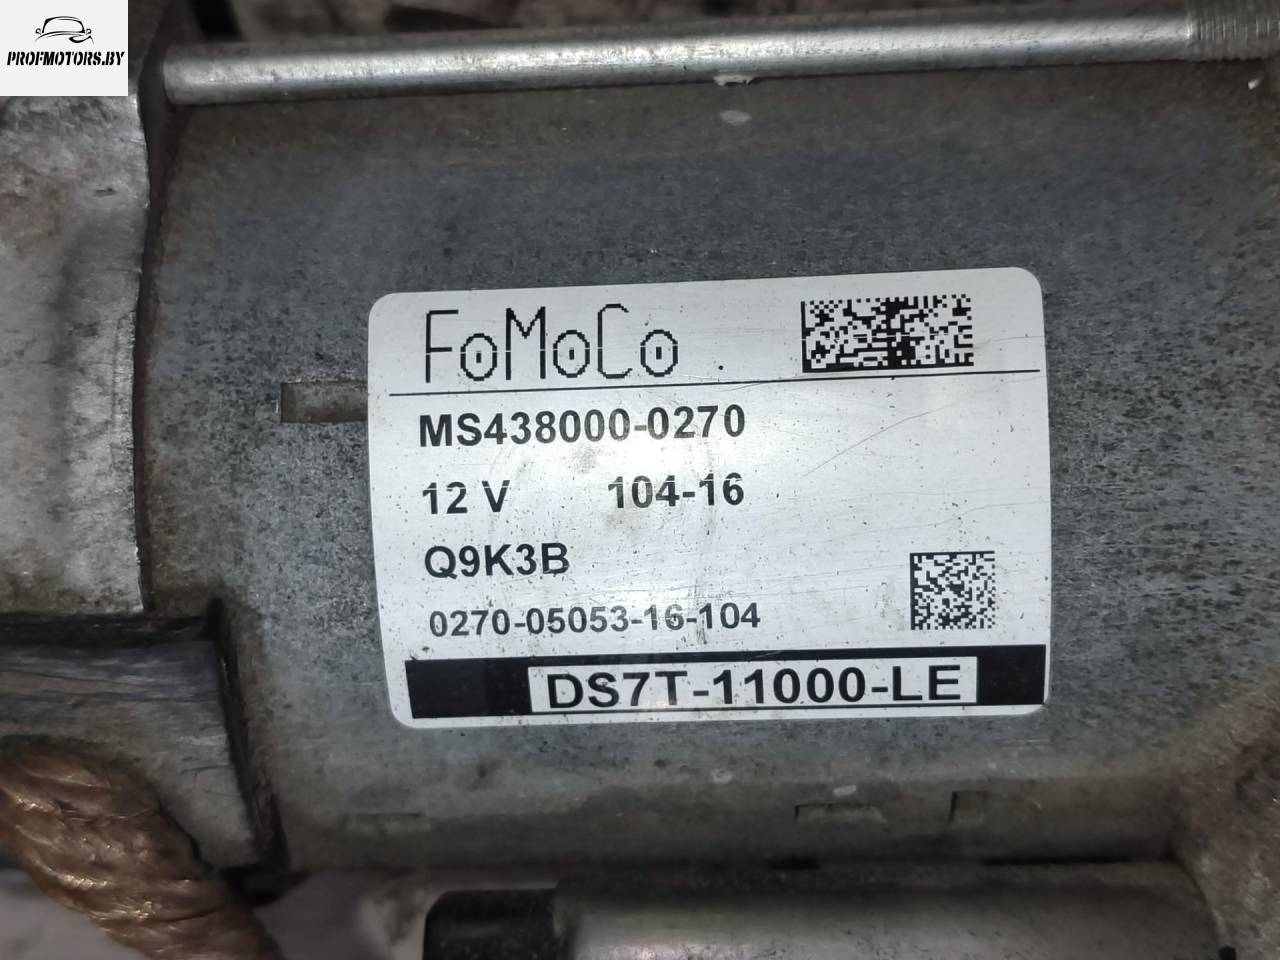 PROFMOTORS.BY
FoMoCo
MS438000-0270
12 V 104-16
Q9K3B
0270-05053-16-104
DS7T-11000-LE